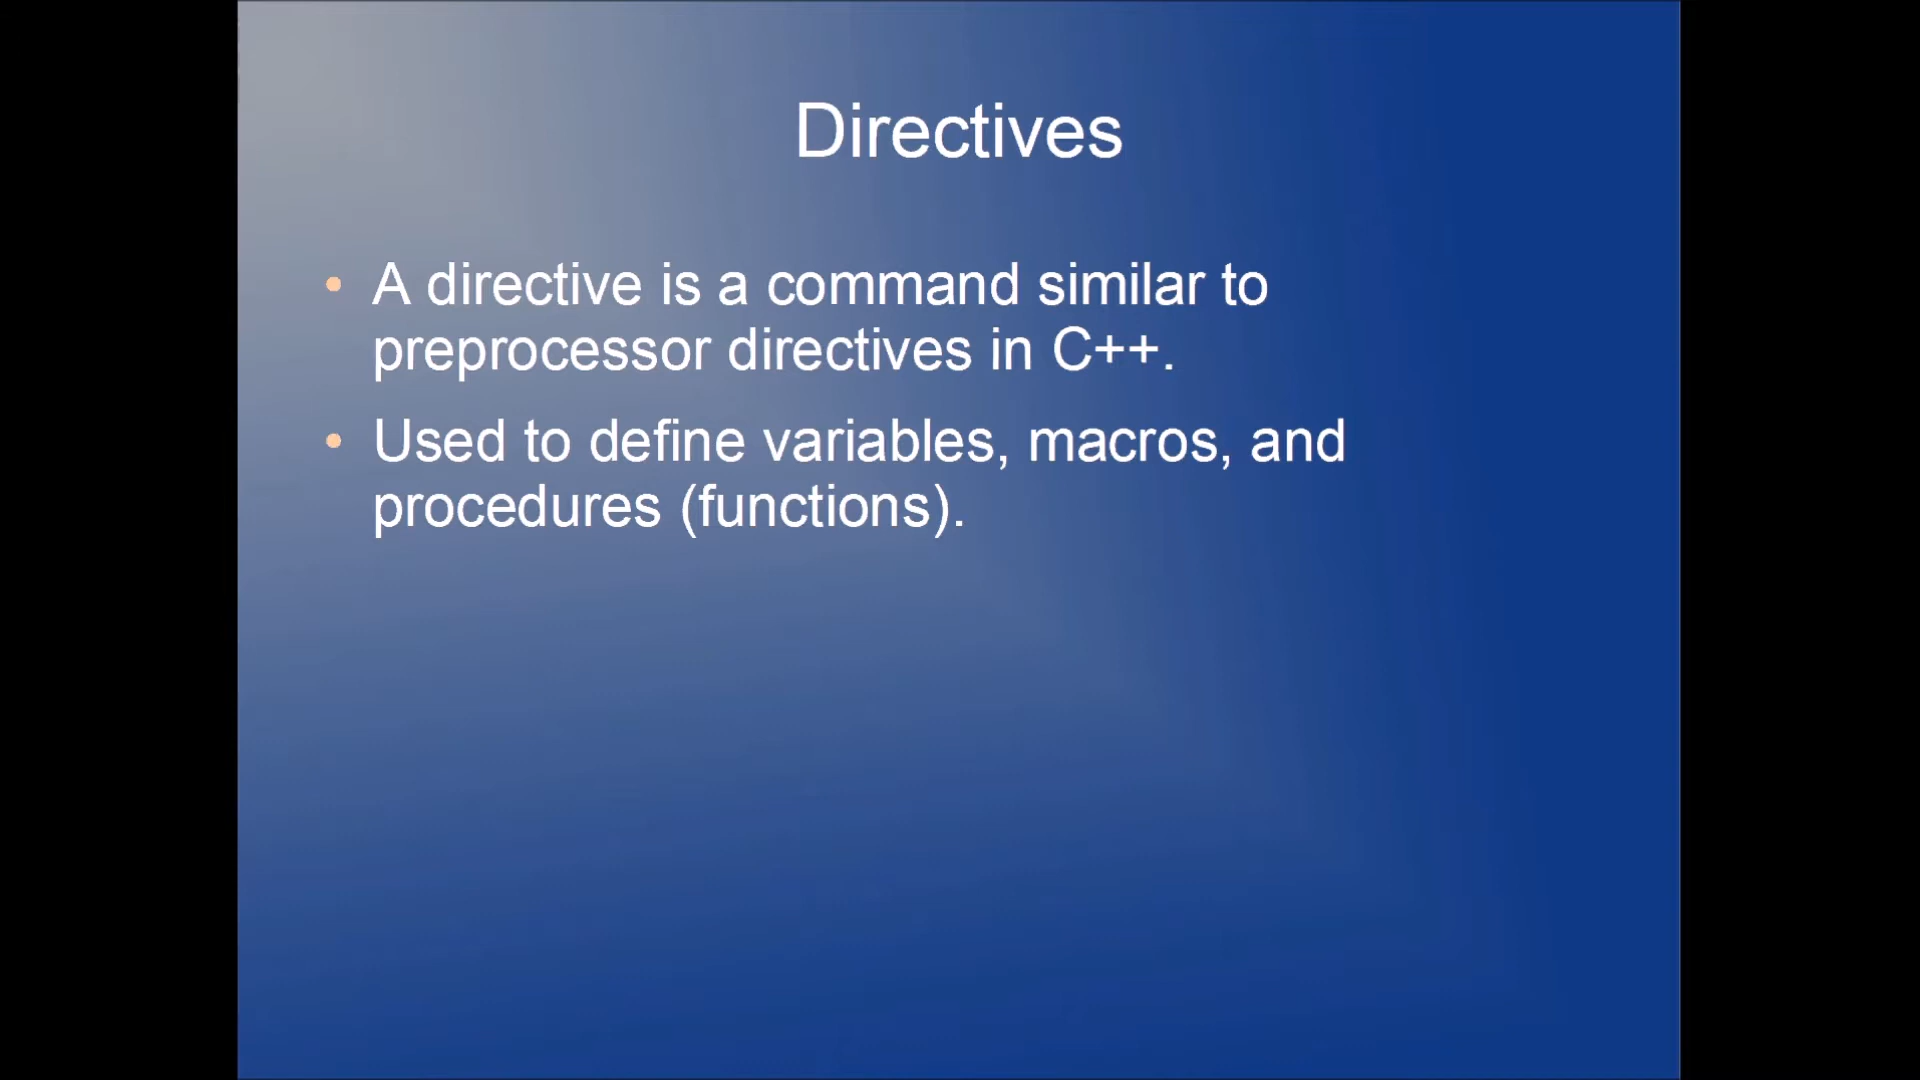 Directives
• A directive is a command similar to
preprocessor directives in C++.
• Used to define variables, macros, and
procedures (functions).